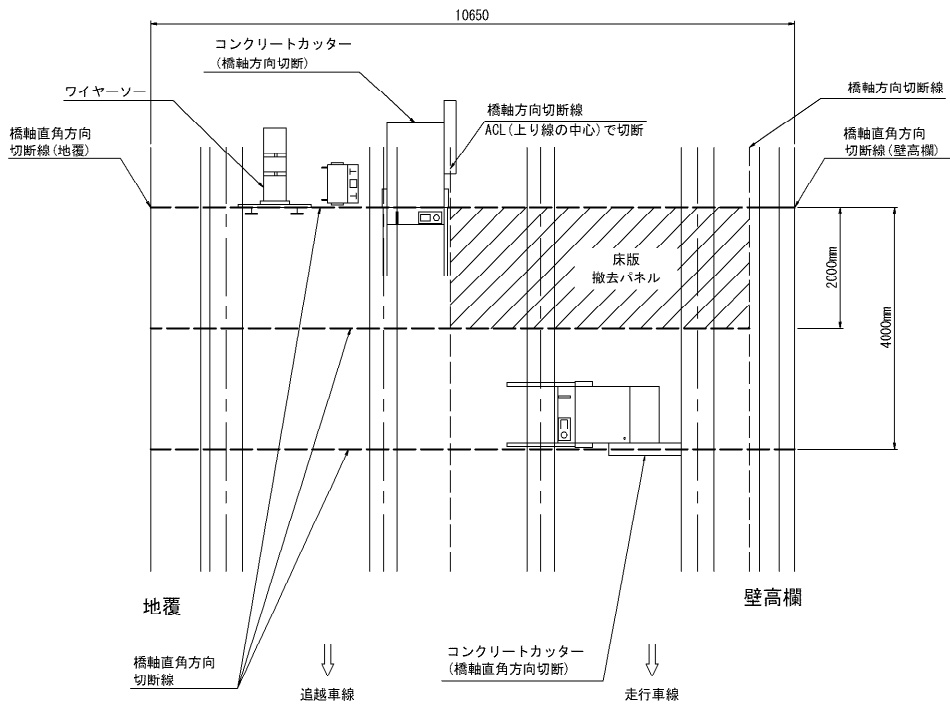 10650
コンクリートカッター
(橋軸方向切断)
ワイヤーソー
橋軸方向切断線
橋軸方向切断線
ACL(上り線の中心)で切断
橋軸直角方向
切断線(地覆)
橋軸直角方向
切断線(壁高欄)
床版
撤去パネル
2000mm
4000mm
地覆
壁高欄
橋軸直角方向
切断線
コンクリートカッター
(橋軸直角方向切断)
追越車線
走行車線